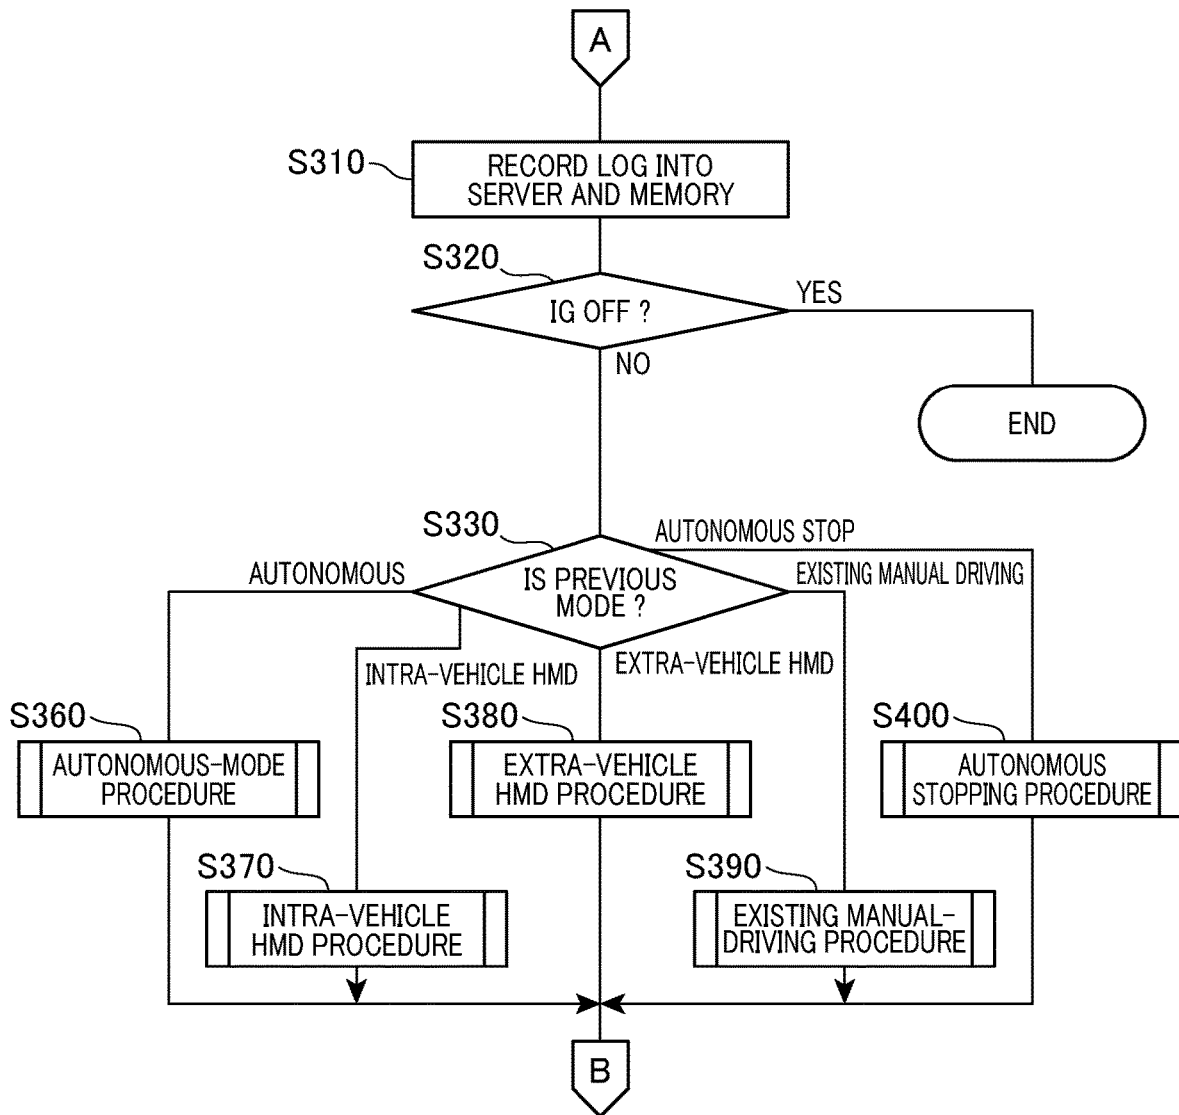 A
S310
RECORD LOG INTO
SERVER AND MEMORY
S320
IG OFF ?
YES
NO
END
S330
AUTONOMOUS STOP
AUTONOMOUS
IS PREVIOUS
MODE ?
EXISTING MANUAL DRIVING
INTRA-VEHICLE HMD
EXTRA-VEHICLE HMD
S360
AUTONOMOUS-MODE
PROCEDURE
S380
EXTRA-VEHICLE
HMD PROCEDURE
S400
AUTONOMOUS
STOPPING PROCEDURE
S370
INTRA-VEHICLE
HMD PROCEDURE
S390
EXISTING MANUAL-
DRIVING PROCEDURE
B